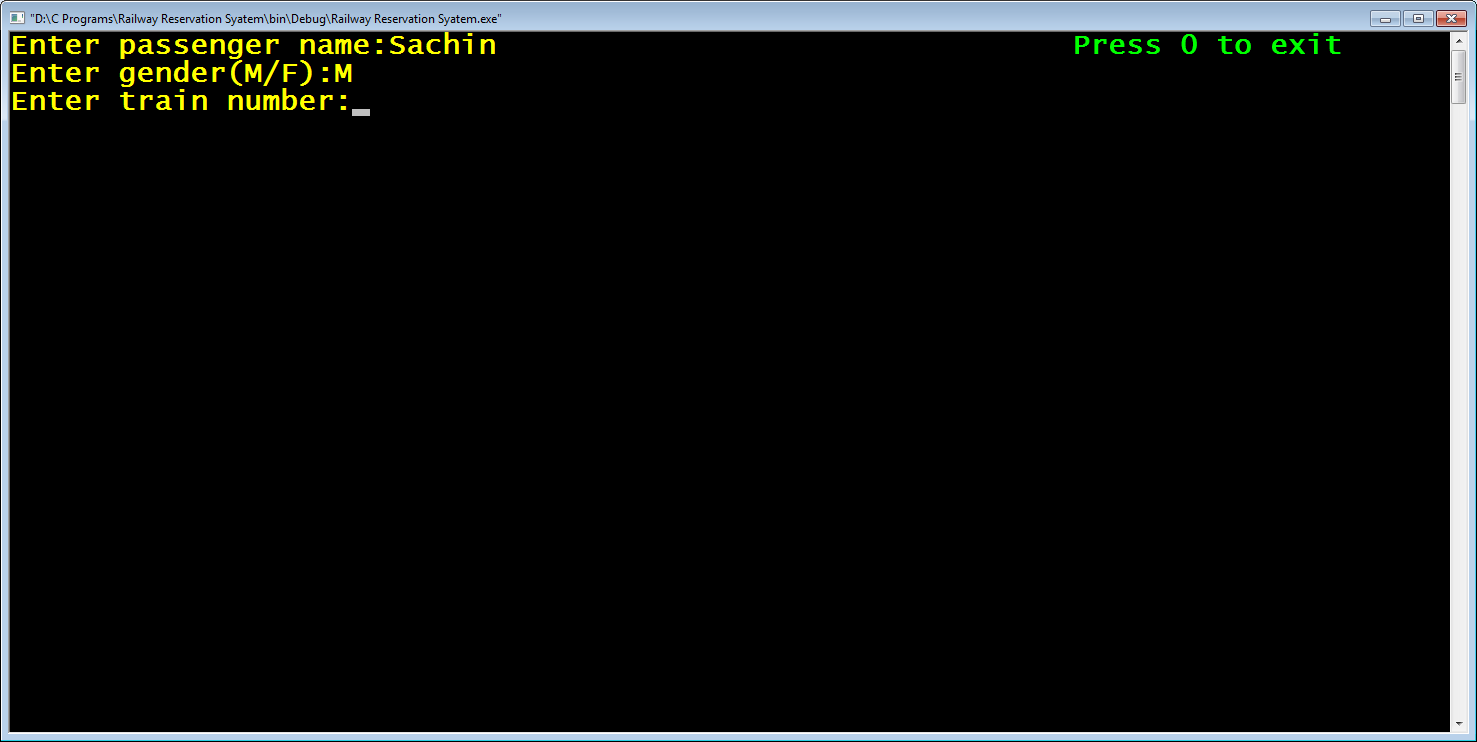 "D:\C Programs\Railway Reservation Syatem\bin\Debug\Railway Reservation Syatem.exe"
Enter passenger name:Sachin Press 0 to exit
Enter gender(M/F):M
Enter train number:_